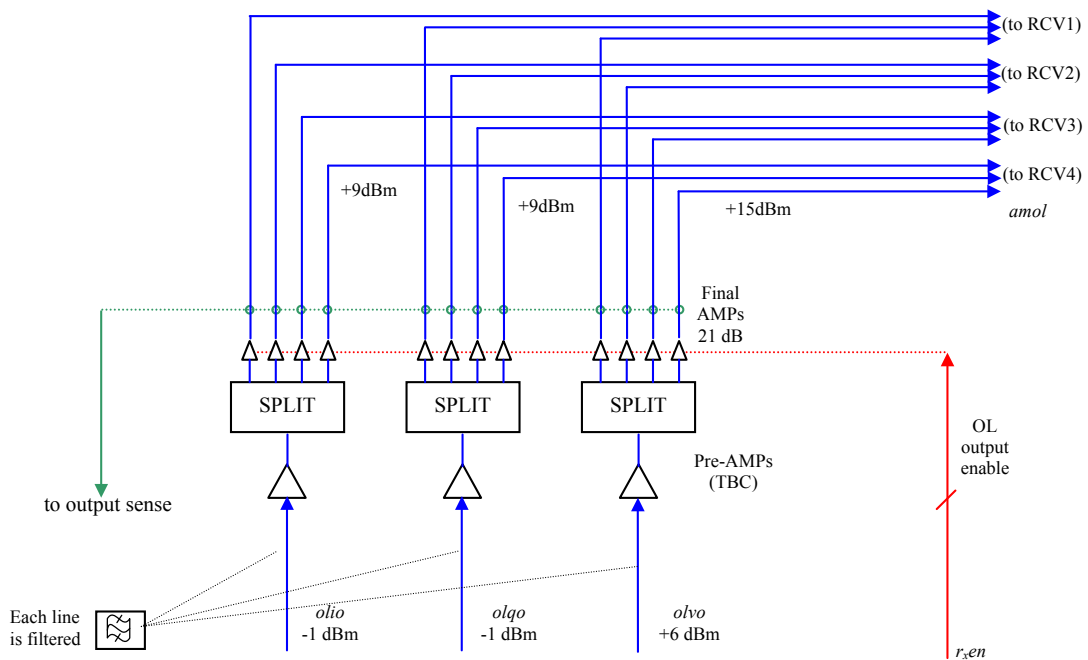 (to RCV1)
(to RCV2)
(to RCV3)
(to RCV4)
+9dBm
+9dBm
+15dBm
amol
Final
AMPs
21 dB
SPLIT
SPLIT
SPLIT
OL
output
enable
Pre-AMPs
(TBC)
to output sense
Each line
is filtered
olio
-1 dBm
olqo
-1 dBm
olvo
+6 dBm
rxen